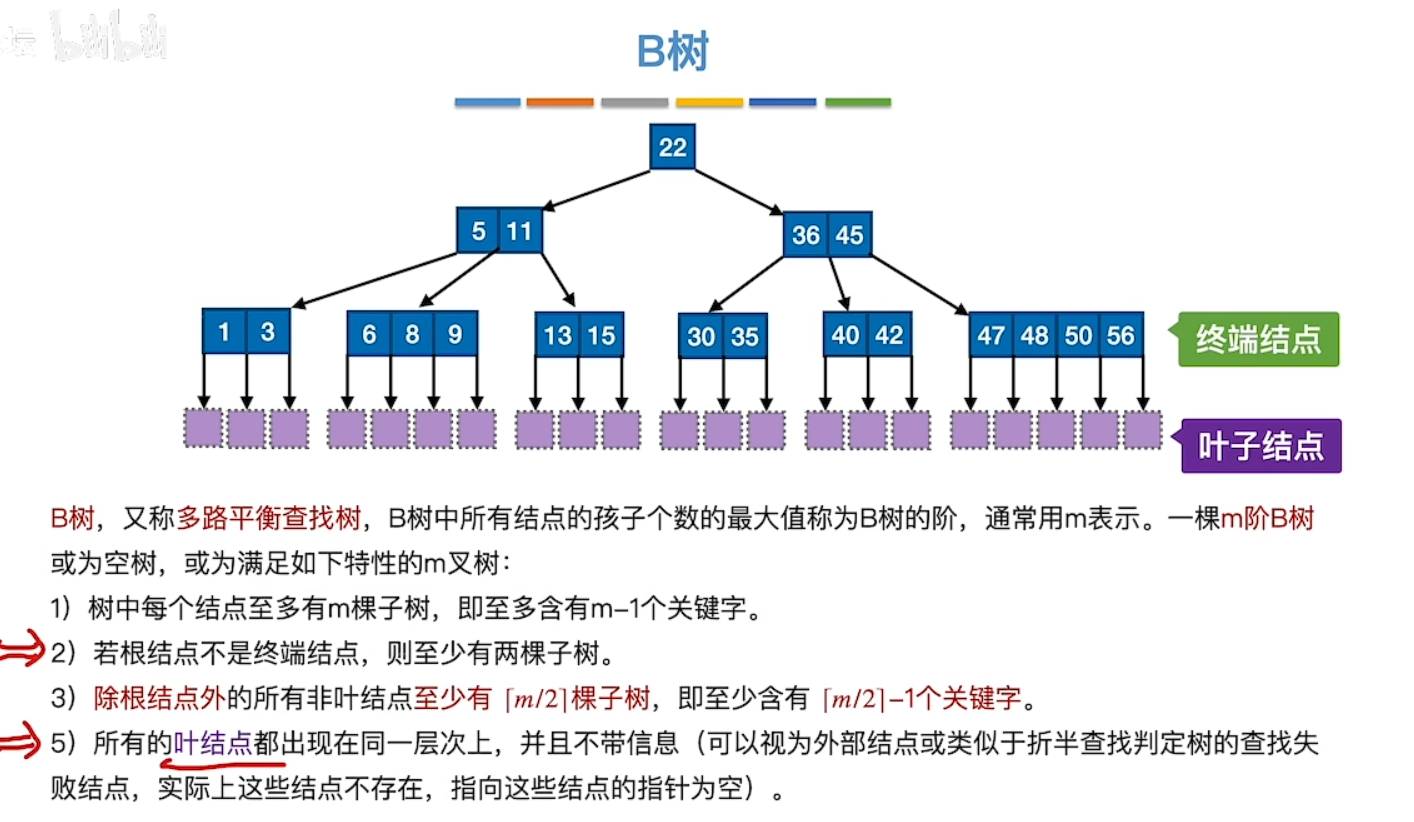 坛 bilibili
B树
22
5 11
36 45
1 3
6 8 9
13 15
30 35
40 42
47 48 50 56
终端结点
叶子结点
B树，又称多路平衡查找树，B树中所有结点的孩子个数的最大值称为B树的阶，通常用m表示。一棵m阶B树
或为空树，或为满足如下特性的m叉树：
1）树中每个结点至多有m棵子树，即至多含有m–1个关键字。
2）若根结点不是终端结点，则至少有两棵子树。
3）除根结点外的所有非叶结点至少有 ⌈m/2⌉棵子树，即至少含有 ⌈m/2⌉–1个关键字。
5）所有的叶结点都出现在同一层次上，并且不带信息（可以视为外部结点或类似于折半查找判定树的查找失
败结点，实际上这些结点不存在，指向这些结点的指针为空）。